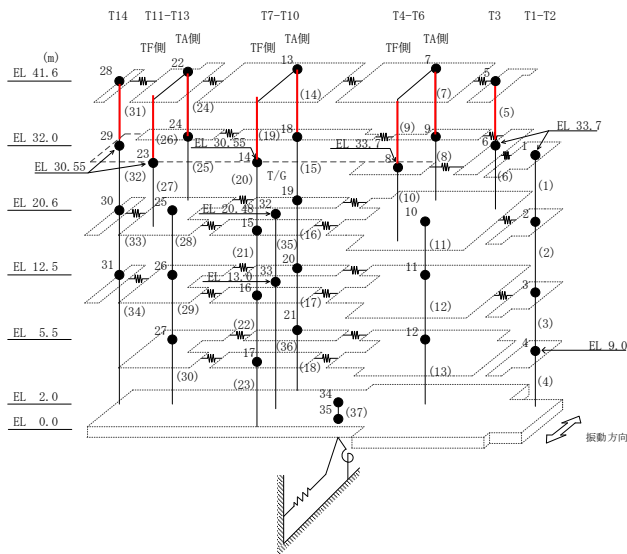 T14 T11-T13 T7-T10 T4-T6 T3 T1-T2
TF側 TA側 TF側 TA側 TF側 TA側
(m)
EL 41.6 28 22 13 7 5
(31) (24) (14) (7) (5)
EL 32.0 29 24 (26) EL 30.55 (19) 18 EL 33.7 (9) 9 6 EL 33.7
1
EL 30.55 (32) 23 (25) 14 (20) (15) 8 (8) (6) (1)
T/G
(27) 19 (10)
EL 20.6 30 25 EL 20.48 32 10 2
(33) (28) 15 (35) (16) (11) (2)
(21) 20
EL 12.5 31 26 EL 13.0 33 11 3
(34) (29) 16 (17) (12) (3)
(22) 21
EL 5.5 27 (36) 12 4 EL 9.0
(30) 17 (18) (13) (4)
(23)
EL 2.0 34
EL 0.0 35 (37)
振動方向